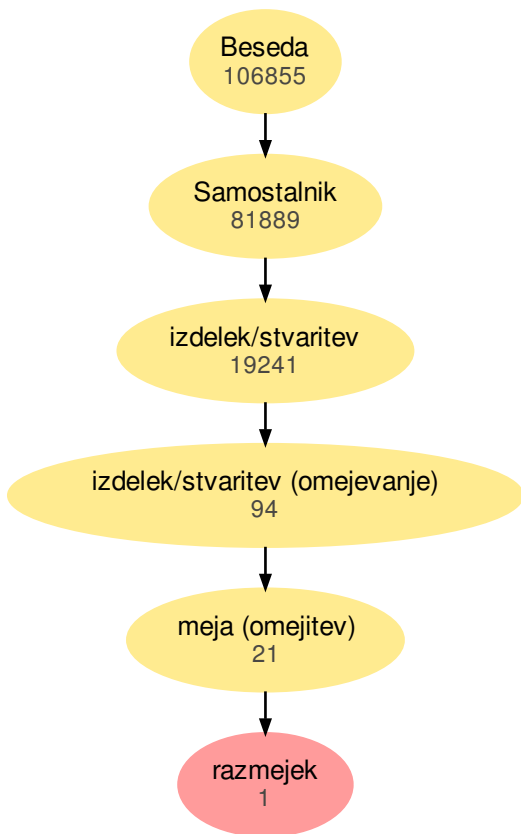 Beseda
106855
Samostalnik
81889
izdelek/stvaritev
19241
izdelek/stvaritev (omejevanje)
94
meja (omejitev)
21
razmejek
1